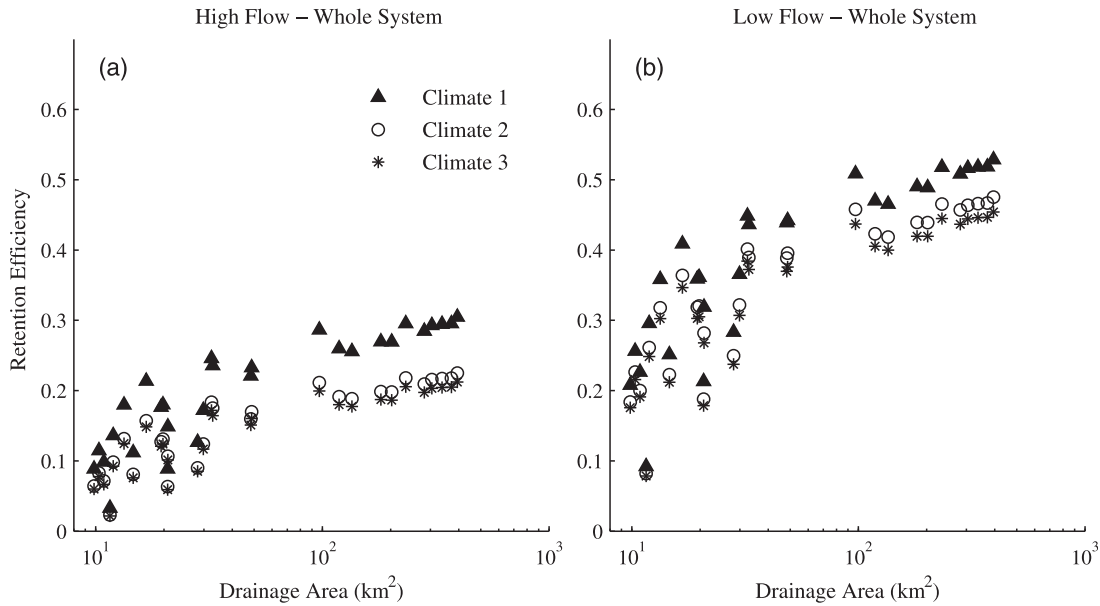 High Flow – Whole System
Low Flow – Whole System
(a)
Climate 1
Climate 2
Climate 3
(b)
Retention Efficiency
0.6
0.5
0.4
0.3
0.2
0.1
0
0.6
0.5
0.4
0.3
0.2
0.1
0
10¹
10²
10³
10¹
10²
10³
Drainage Area (km²)
Drainage Area (km²)